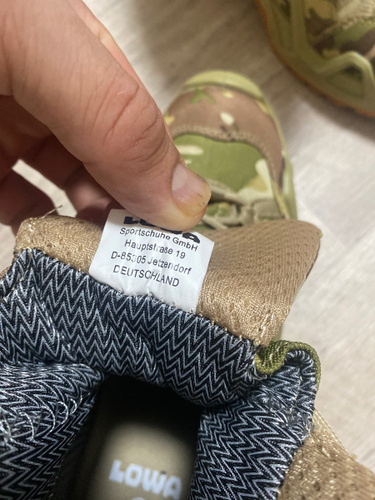 LOWA
Sportschuhe GmbH
Hauptstraße 19
D-85305 Jetzendorf
DEUTSCHLAND
LOWA